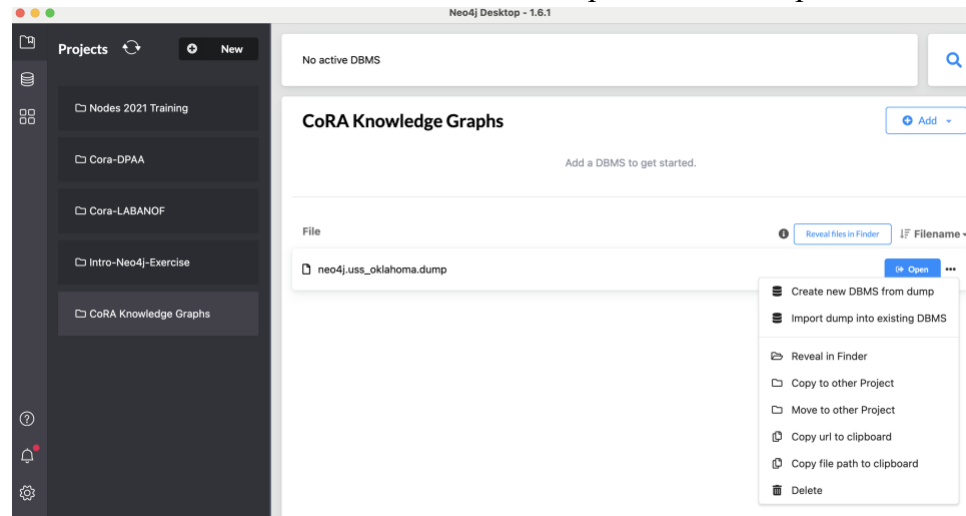 Neo4j Desktop - 1.6.1
Projects
New
Nodes 2021 Training
Cora-DPAA
Cora-LABANOF
Intro-Neo4j-Exercise
CoRA Knowledge Graphs
No active DBMS
CoRA Knowledge Graphs
Add
Add a DBMS to get started.
File
Reveal files in Finder
Filename
neo4j.uss_oklahoma.dump
Open
Create new DBMS from dump
Import dump into existing DBMS
Reveal in Finder
Copy to other Project
Move to other Project
Copy url to clipboard
Copy file path to clipboard
Delete